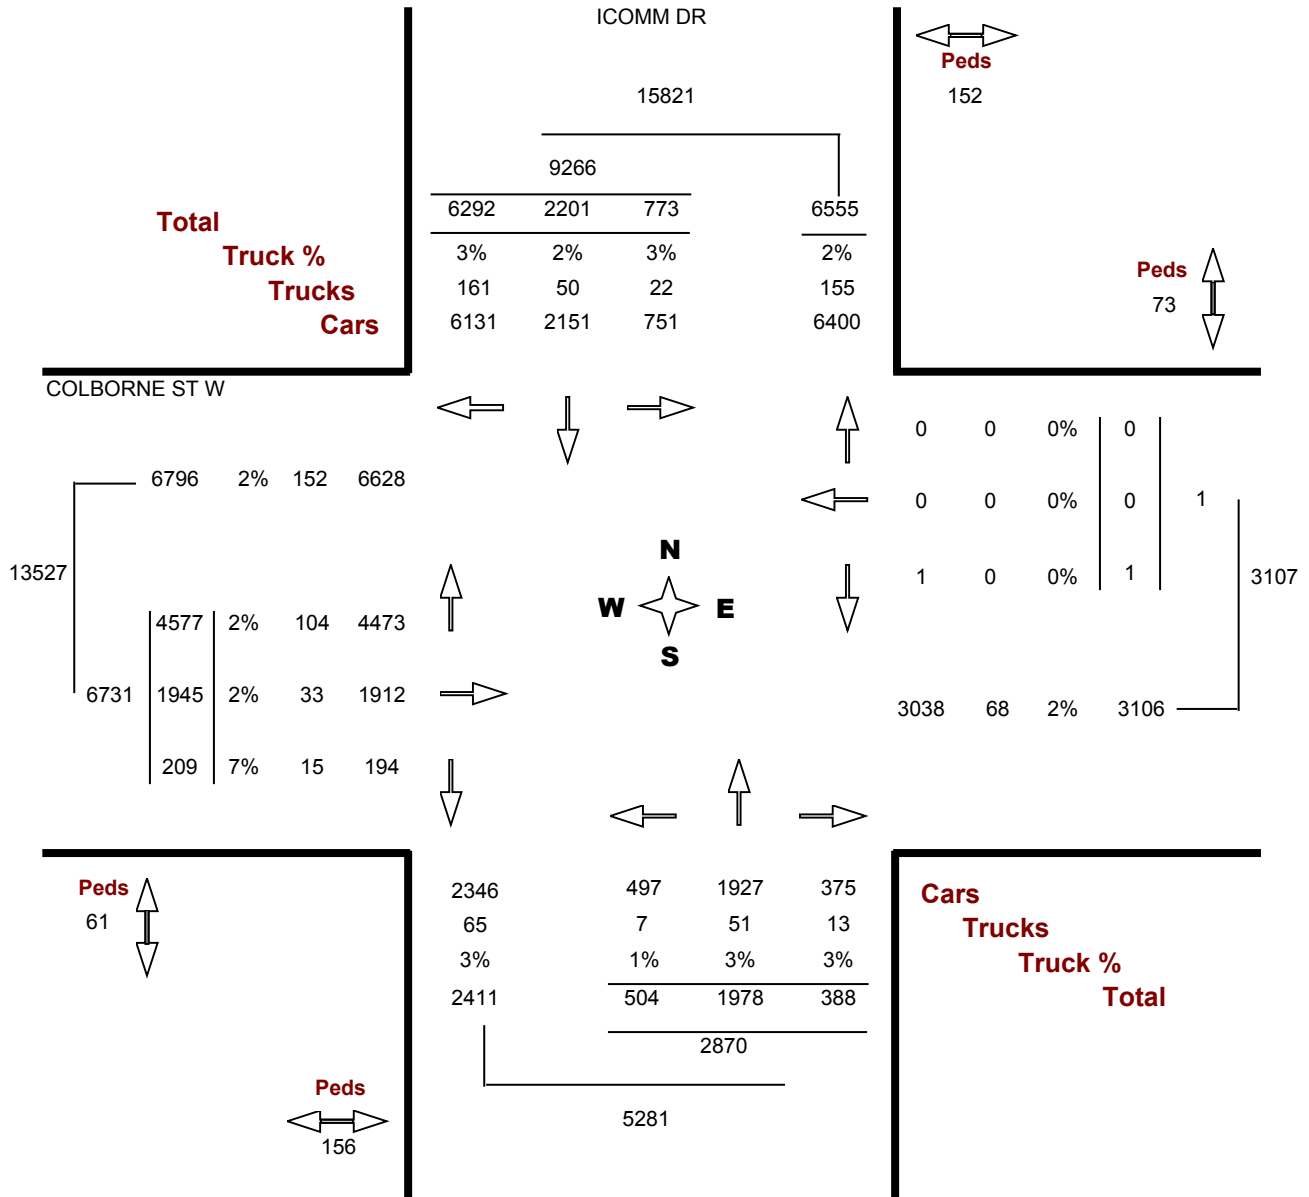 ICOMM DR
Peds
152
15821
9266
6292 2201 773 6555
Total
Truck %
3% 2% 3% 2%
Trucks
161 50 22 155
Cars
6131 2151 751 6400
Peds
73
COLBORNE ST W
0 0 0% 0
6796 2% 152 6628
0 0 0% 0 1
13527
N
W E
S
1 0 0% 1
3107
4577 2% 104 4473
6731 1945 2% 33 1912
3038 68 2% 3106
209 7% 15 194
Peds
61
2346 497 1927 375
65 7 51 13
3% 1% 3% 3%
2411 504 1978 388
Cars
Trucks
Truck %
Total
2870
Peds
156
5281